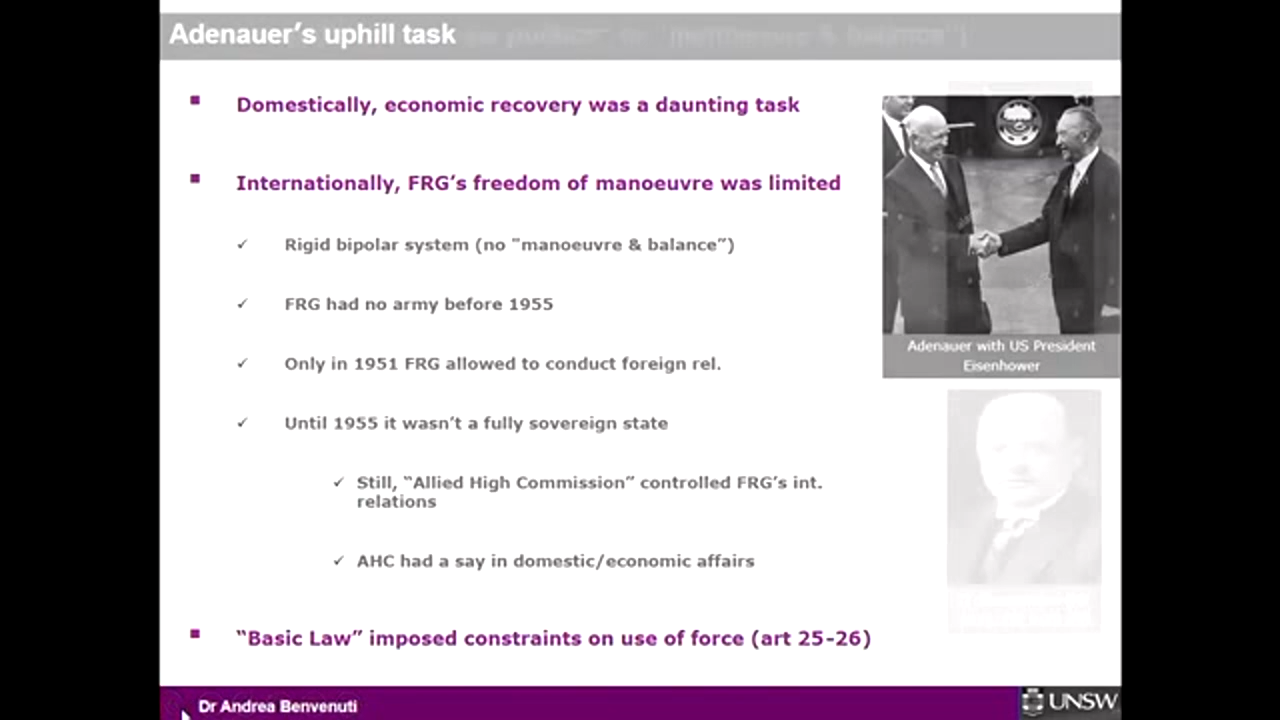 Adenauer’s uphill task
Domestically, economic recovery was a daunting task
Internationally, FRG’s freedom of manoeuvre was limited
Rigid bipolar system (no "manoeuvre & balance”)
FRG had no army before 1955
Only in 1951 FRG allowed to conduct foreign rel.
Until 1955 it wasn’t a fully sovereign state
Still, “Allied High Commission” controlled FRG’s int.
relations
AHC had a say in domestic/economic affairs
“Basic Law” imposed constraints on use of force (art 25-26)
Adenauer with US President
Eisenhower
Dr Andrea Benvenuti
UNSW